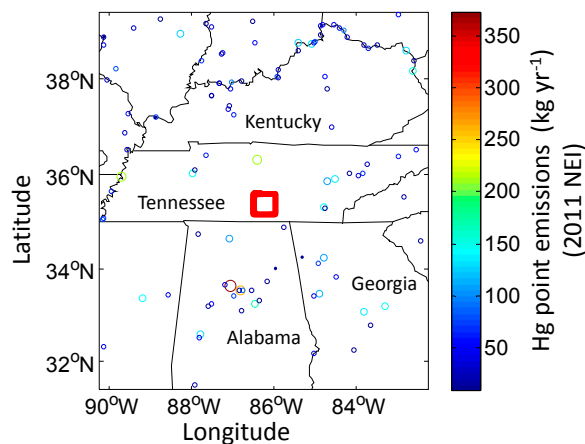 38°N
36°N
34°N
32°N
Latitude
90°W
88°W
86°W
84°W
Longitude
Kentucky
Tennessee
Alabama
Georgia
350
300
250
200
150
100
50
Hg point emissions (kg yr⁻¹)
(2011 NEI)